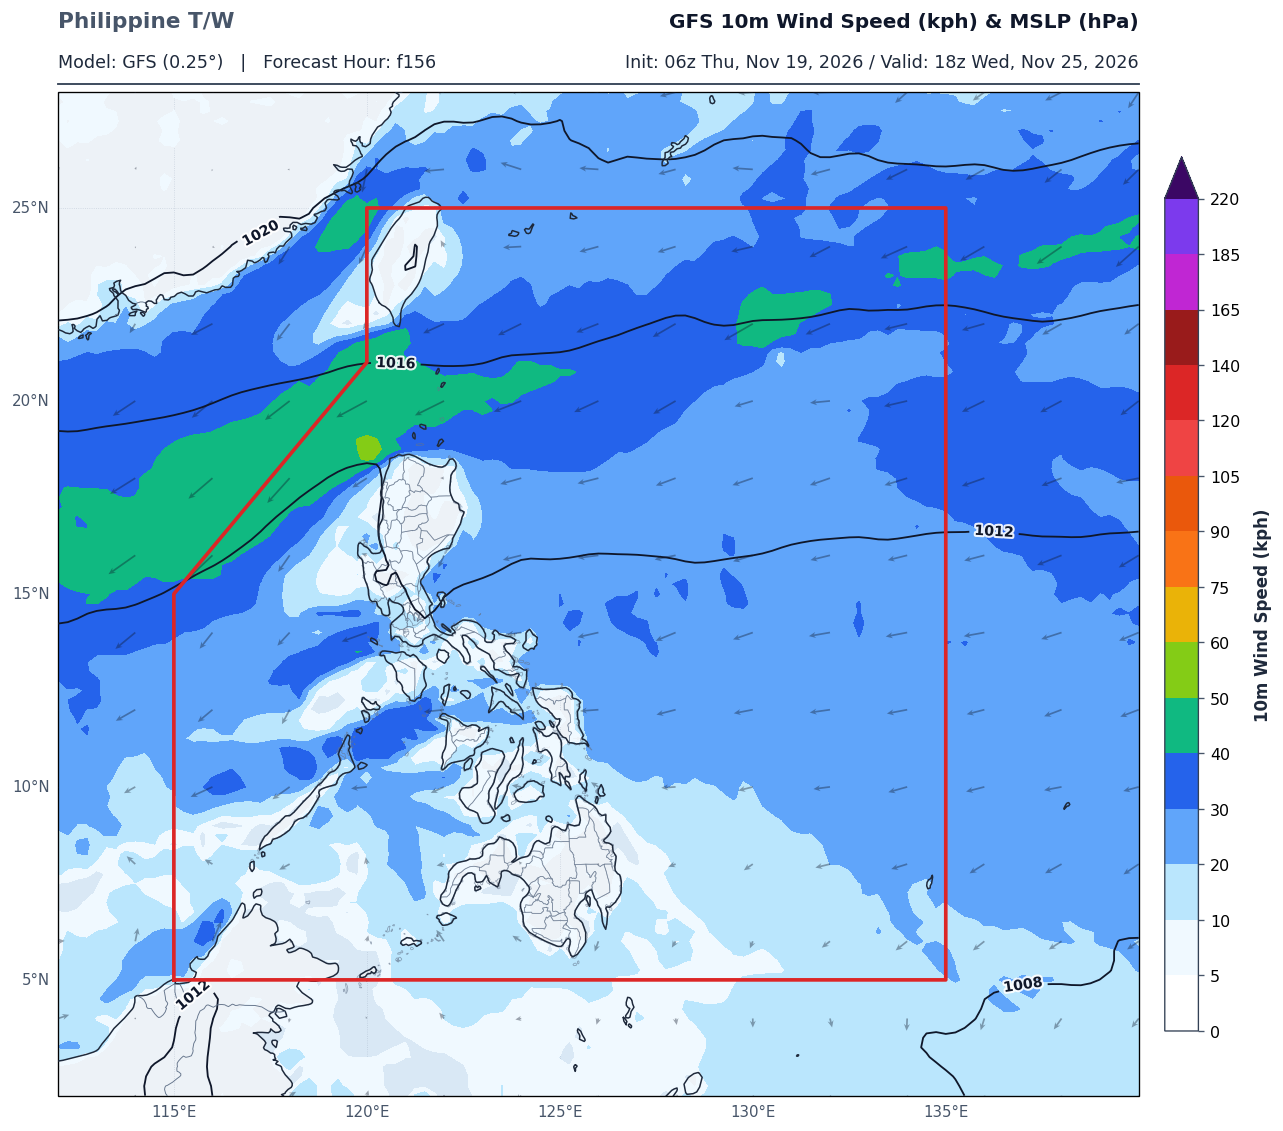 Philippine T/W
GFS 10m Wind Speed (kph) & MSLP (hPa)
Model: GFS (0.25°) | Forecast Hour: f156
Init: 06z Thu, Nov 19, 2026 / Valid: 18z Wed, Nov 25, 2026
25°N
20°N
15°N
10°N
5°N
115°E
120°E
125°E
130°E
135°E
1020
1016
1012
1012
1008
220
185
165
140
120
105
90
75
60
50
40
30
20
10
5
0
10m Wind Speed (kph)